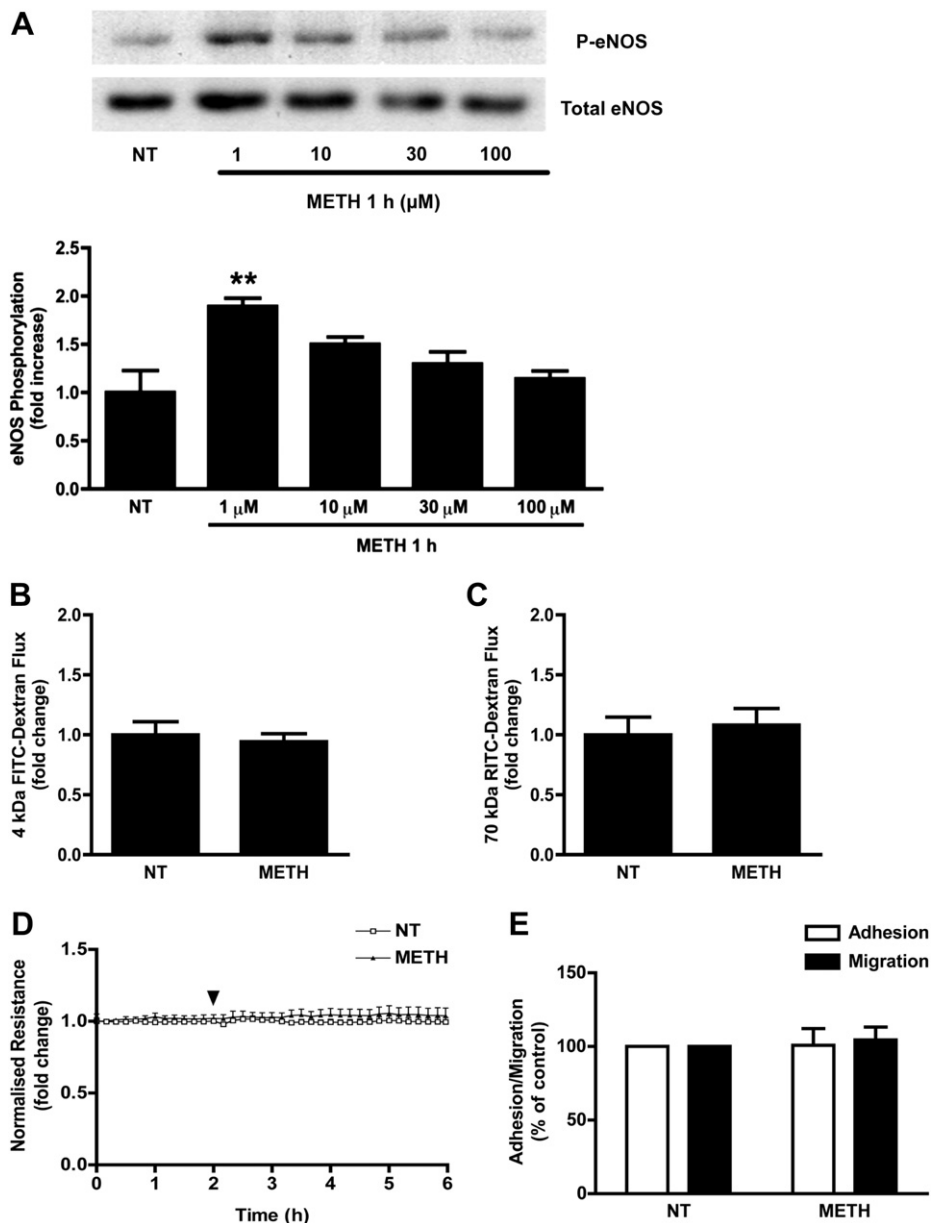 A
P-eNOS
Total eNOS
NT 1 10 30 100
METH 1 h (µM)
eNOS Phosphorylation
(fold increase)
2.5
2.0
1.5
1.0
0.5
0.0
**
NT 1 µM 10 µM 30 µM 100 µM
METH 1 h
B
4 kDa FITC-Dextran Flux
(fold change)
2.0
1.5
1.0
0.5
0.0
NT METH
C
70 kDa RITC-Dextran Flux
(fold change)
2.0
1.5
1.0
0.5
0.0
NT METH
D
NT
METH
Normalised Resistance
(fold change)
1.5
1.0
0.5
0.0
0 1 2 3 4 5 6
Time (h)
E
Adhesion
Migration
Adhesion/Migration
(% of control)
150
100
50
0
NT METH